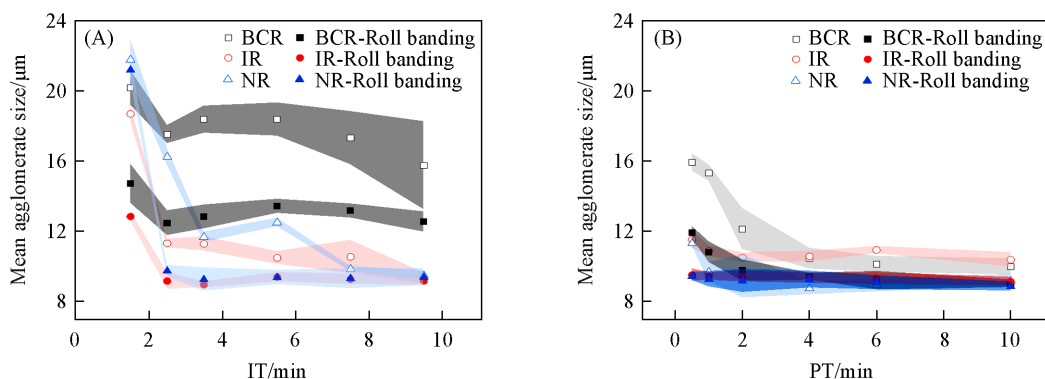 24
20
16
12
8
Mean agglomerate size/μm
(A)
BCR
IR
NR
BCR-Roll banding
IR-Roll banding
NR-Roll banding
0 2 4 6 8 10
IT/min
24
20
16
12
8
Mean agglomerate size/μm
(B)
BCR
IR
NR
BCR-Roll banding
IR-Roll banding
NR-Roll banding
0 2 4 6 8 10
PT/min